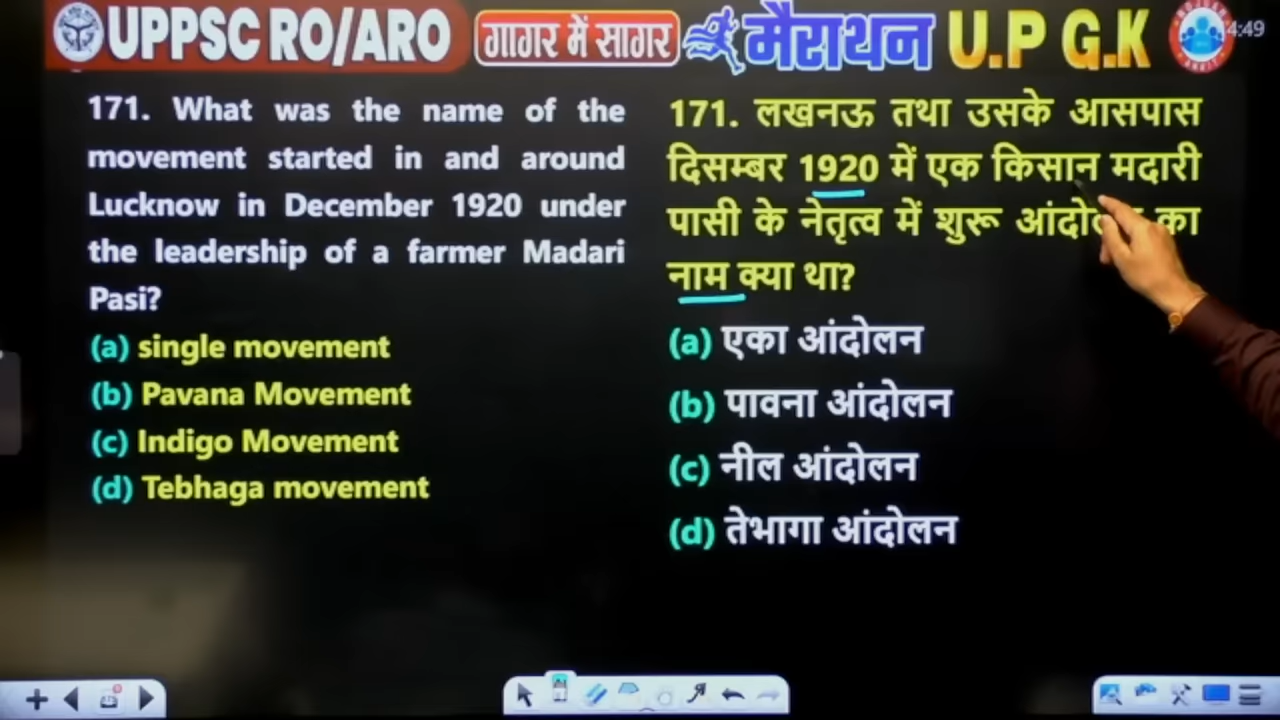 UPPSC RO/ARO गागर में सागर मैराथन U.P G.K
4:49
171. What was the name of the
movement started in and around
Lucknow in December 1920 under
the leadership of a farmer Madari
Pasi?
(a) single movement
(b) Pavana Movement
(c) Indigo Movement
(d) Tebhaga movement
171. लखनऊ तथा उसके आसपास
दिसम्बर 1920 में एक किसान मदारी
पासी के नेतृत्व में शुरू का
नाम क्या था?
(a) एका आंदोलन
(b) पावना आंदोलन
(c) नील आंदोलन
(d) तेभागा आंदोलन